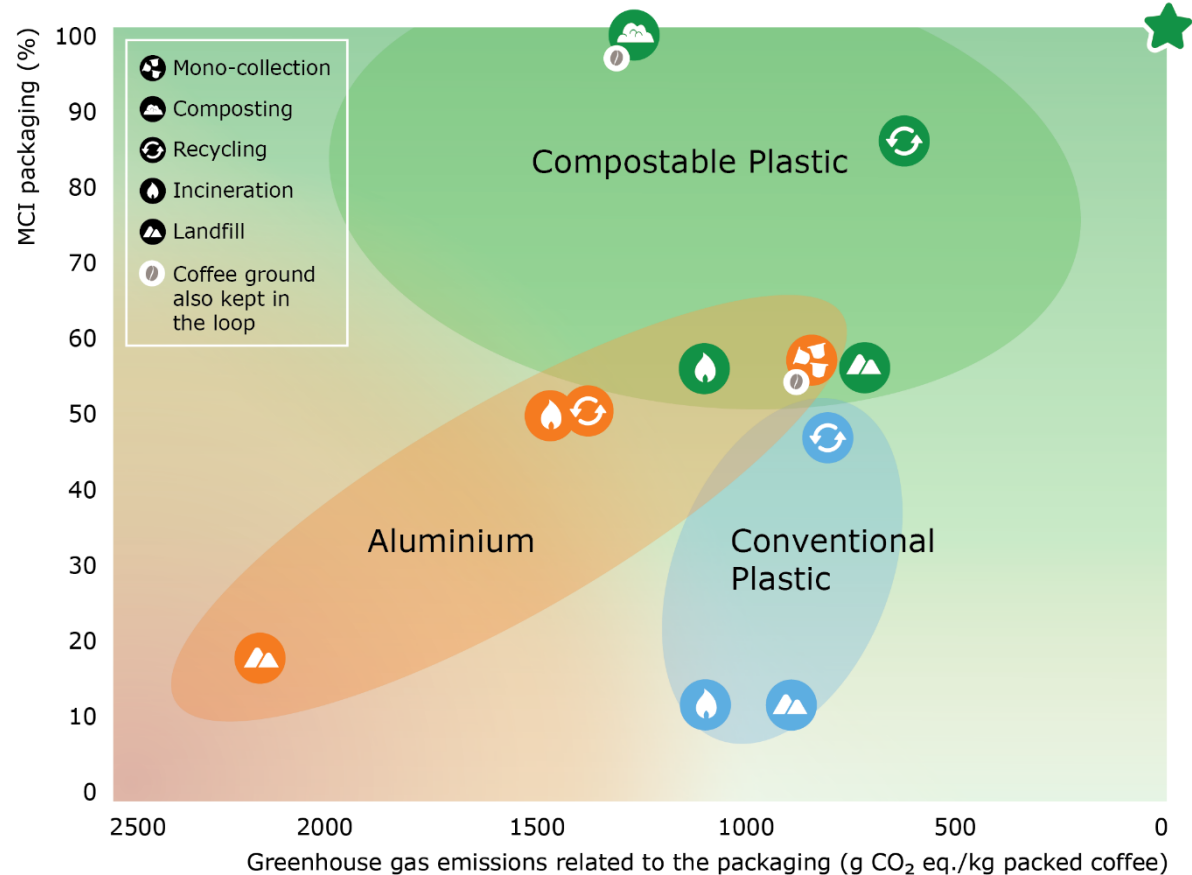 MCI packaging (%)
100
90
80
70
60
50
40
30
20
10
0
Mono-collection
Composting
Recycling
Incineration
Landfill
Coffee ground
also kept in
the loop
Compostable Plastic
Aluminium
Conventional
Plastic
2500 2000 1500 1000 500 0
Greenhouse gas emissions related to the packaging (g CO₂ eq./kg packed coffee)